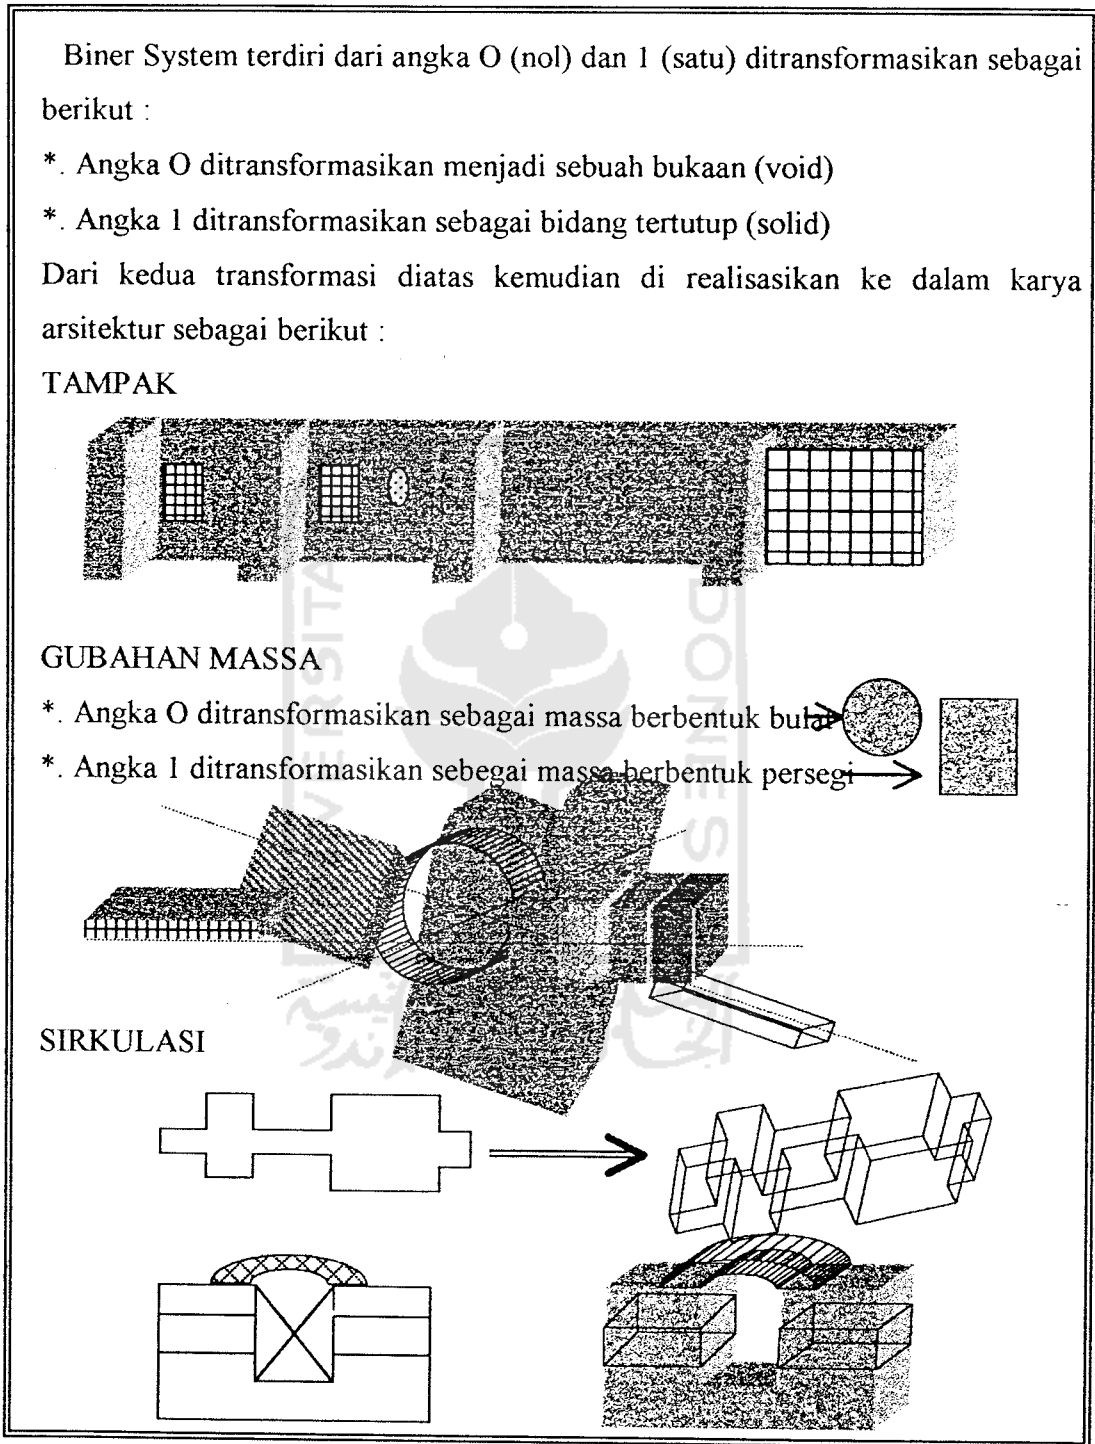 Biner System terdiri dari angka O (nol) dan 1 (satu) ditransformasikan sebagai
berikut :
*. Angka O ditransformasikan menjadi sebuah bukaan (void)
*. Angka 1 ditransformasikan sebagai bidang tertutup (solid)
Dari kedua transformasi diatas kemudian di realisasikan ke dalam karya
arsitektur sebagai berikut :
TAMPAK
GUBAHAN MASSA
*. Angka O ditransformasikan sebagai massa berbentuk bulat
*. Angka 1 ditransformasikan sebegai massa berbentuk persegi
SIRKULASI